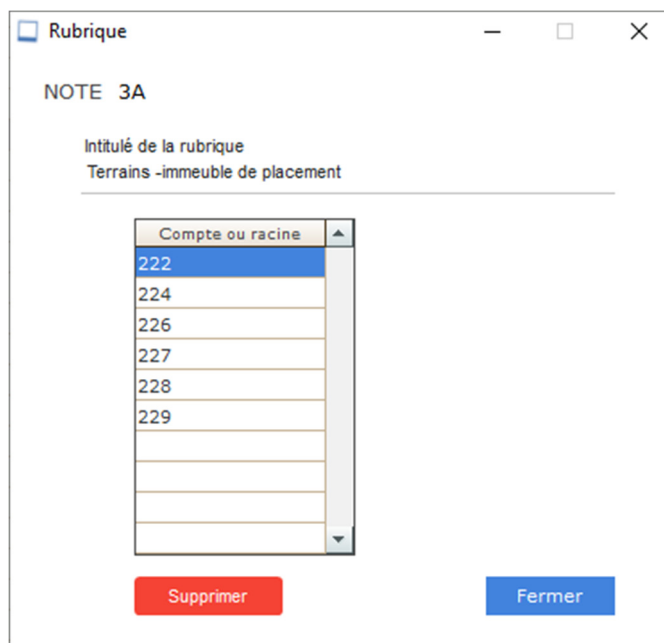 Rubrique
NOTE 3A
Intitulé de la rubrique
Terrains -immeuble de placement
Compte ou racine
222
224
226
227
228
229
Supprimer Fermer